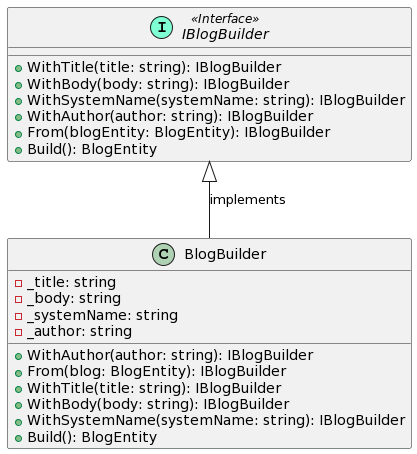 I
«Interface»
IBlogBuilder
WithTitle(title: string): IBlogBuilder
WithBody(body: string): IBlogBuilder
WithSystemName(systemName: string): IBlogBuilder
WithAuthor(author: string): IBlogBuilder
From(blogEntity: BlogEntity): IBlogBuilder
Build(): BlogEntity
implements
C BlogBuilder
_title: string
_body: string
_systemName: string
_author: string
WithAuthor(author: string): IBlogBuilder
From(blog: BlogEntity): IBlogBuilder
WithTitle(title: string): IBlogBuilder
WithBody(body: string): IBlogBuilder
WithSystemName(systemName: string): IBlogBuilder
Build(): BlogEntity